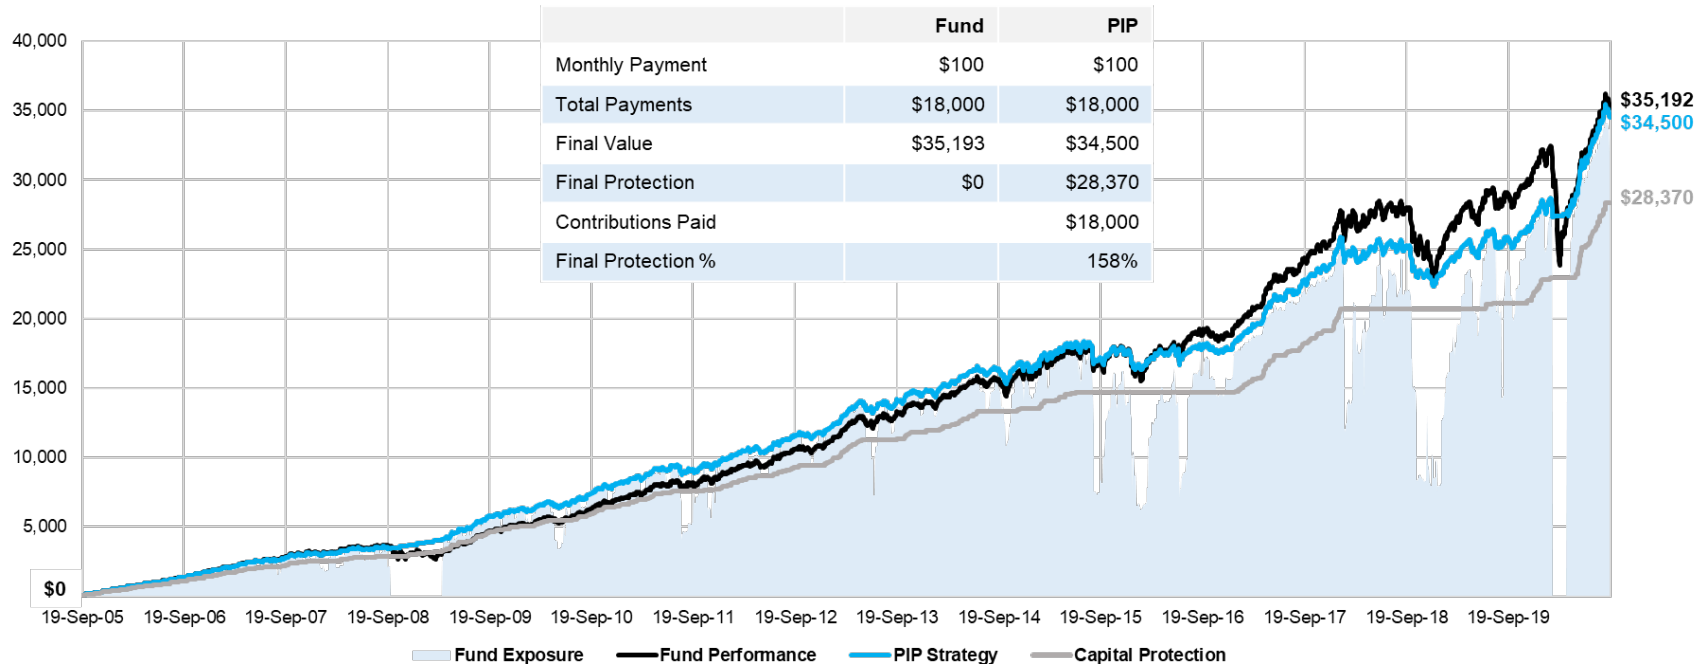 Fund PIP
Monthly Payment $100 $100
Total Payments $18,000 $18,000
Final Value $35,193 $34,500
Final Protection $0 $28,370
Contributions Paid $18,000
Final Protection % 158%
40,000
35,000
30,000
25,000
20,000
15,000
10,000
5,000
$0
$35,192
$34,500
$28,370
19-Sep-05 19-Sep-06 19-Sep-07 19-Sep-08 19-Sep-09 19-Sep-10 19-Sep-11 19-Sep-12 19-Sep-13 19-Sep-14 19-Sep-15 19-Sep-16 19-Sep-17 19-Sep-18 19-Sep-19
Fund Exposure Fund Performance PIP Strategy Capital Protection